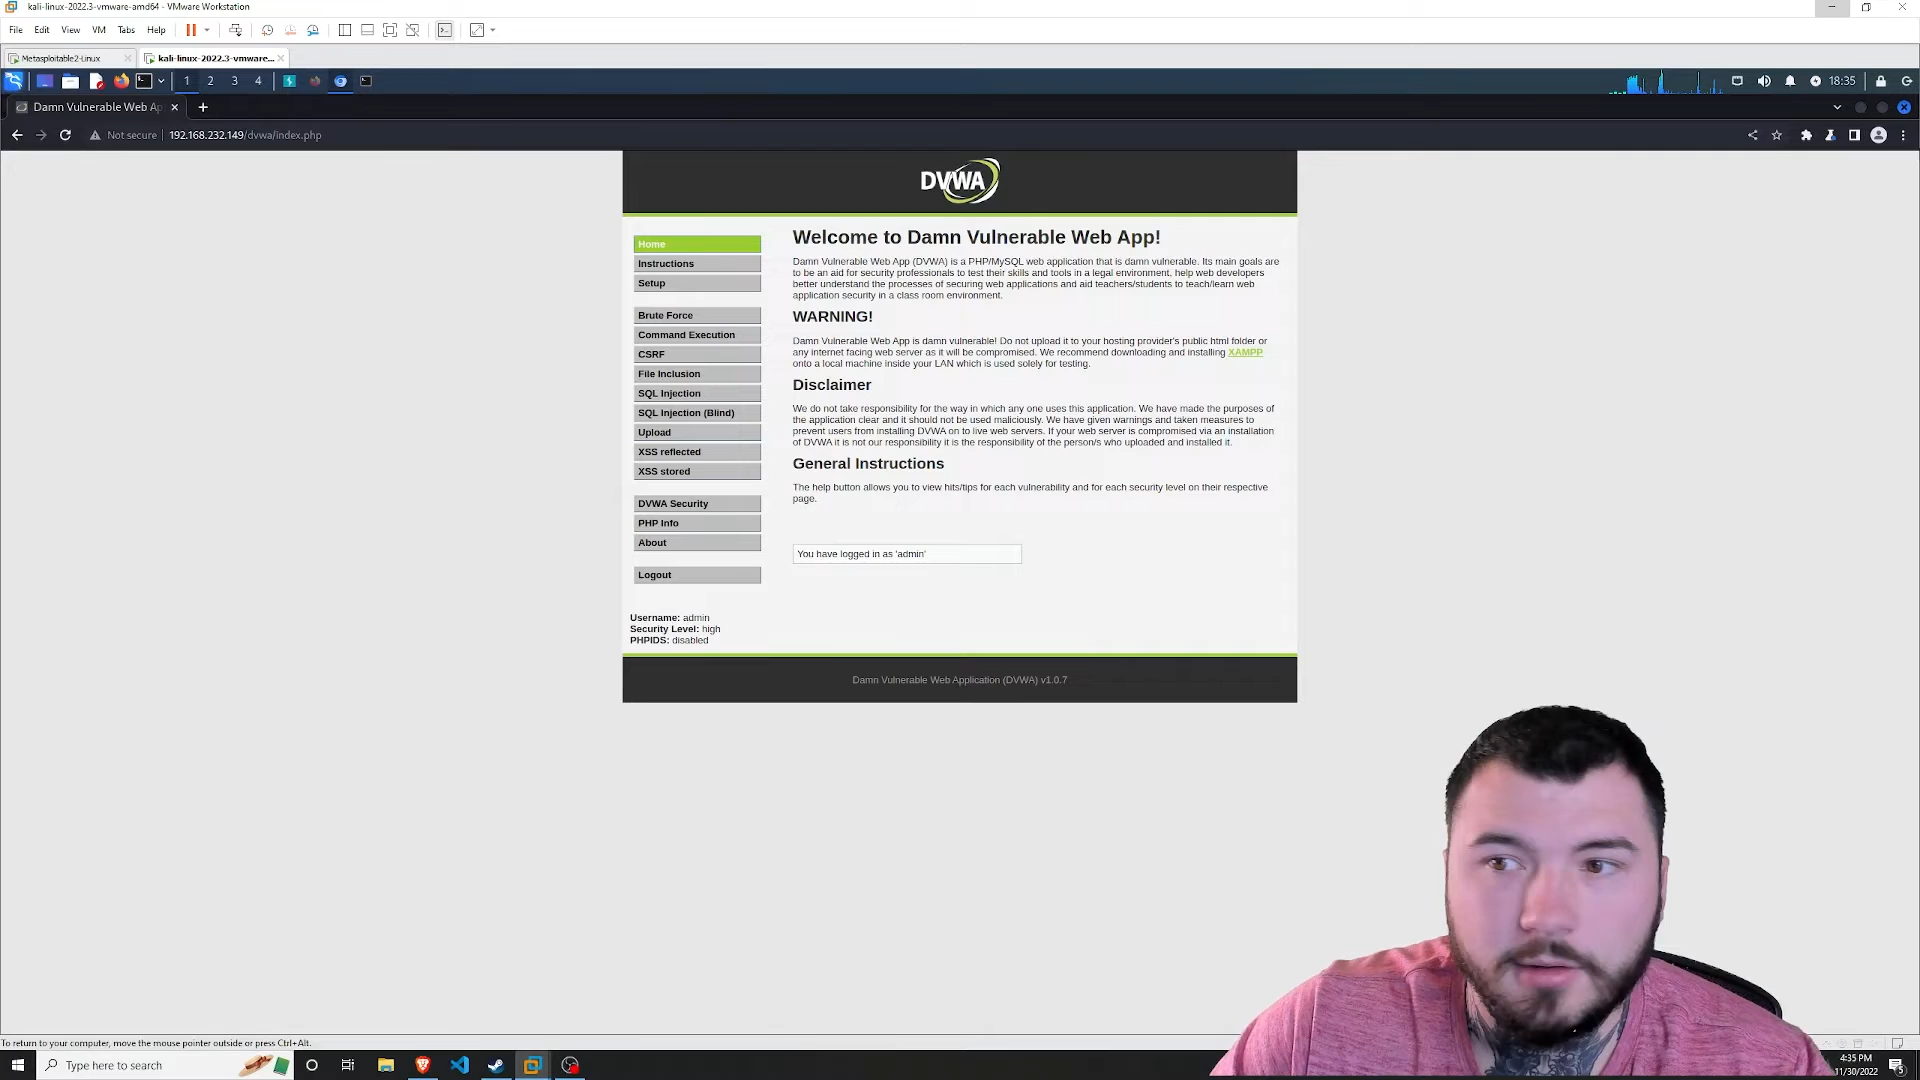 kali-linux-2022.3-vmware-amd64 - VMware Workstation
File Edit View VM Tabs Help
Metasploitable2-Linux kali-linux-2022.3-vmware...
1 2 3 4 18:35
Damn Vulnerable Web Ap
Not secure 192.168.232.149/dvwa/index.php
DVWA
Home
Instructions
Setup
Brute Force
Command Execution
CSRF
File Inclusion
SQL Injection
SQL Injection (Blind)
Upload
XSS reflected
XSS stored
DVWA Security
PHP Info
About
Logout
Username: admin
Security Level: high
PHPIDS: disabled
Welcome to Damn Vulnerable Web App!
Damn Vulnerable Web App (DVWA) is a PHP/MySQL web application that is damn vulnerable. Its main goals are
to be an aid for security professionals to test their skills and tools in a legal environment, help web developers
better understand the processes of securing web applications and aid teachers/students to teach/learn web
application security in a class room environment.
WARNING!
Damn Vulnerable Web App is damn vulnerable! Do not upload it to your hosting provider's public html folder or
any internet facing web server as it will be compromised. We recommend downloading and installing XAMPP
onto a local machine inside your LAN which is used solely for testing.
Disclaimer
We do not take responsibility for the way in which any one uses this application. We have made the purposes of
the application clear and it should not be used maliciously. We have given warnings and taken measures to
prevent users from installing DVWA on to live web servers. If your web server is compromised via an installation
of DVWA it is not our responsibility it is the responsibility of the person/s who uploaded and installed it.
General Instructions
The help button allows you to view hits/tips for each vulnerability and for each security level on their respective
page.
You have logged in as 'admin'
Damn Vulnerable Web Application (DVWA) v1.0.7
To return to your computer, move the mouse pointer outside or press Ctrl+Alt.
Type here to search
4:35 PM
11/30/2022
5